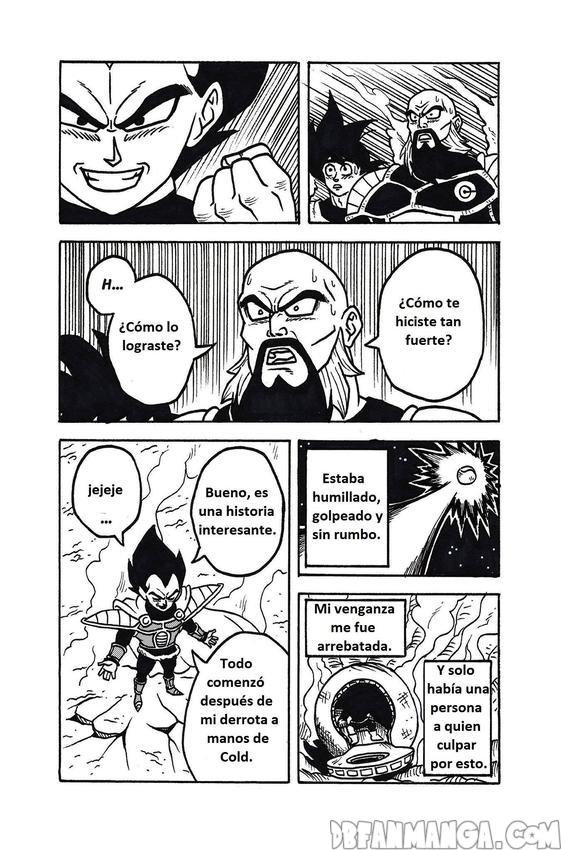 H...
¿Cómo lo
lograste?
¿Cómo te
hiciste tan
fuerte?
jejeje
...
Bueno, es
una historia
interesante.
Todo
comenzó
después de
mi derrota a
manos de
Cold.
Estaba
humillado,
golpeado y
sin rumbo.
Mi venganza
me fue
arrebatada.
Y solo
había una
persona
a quien
culpar
por esto.
DBFANMANGA.COM